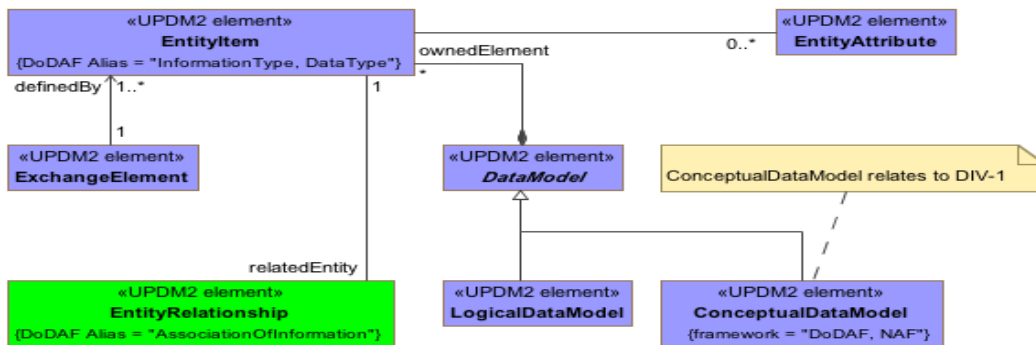 «UPDM2 element»
EntityItem
{DoDAF Alias = "InformationType, DataType"}
ownedElement
*
0..*
«UPDM2 element»
EntityAttribute
definedBy
1..*
1
1
«UPDM2 element»
ExchangeElement
«UPDM2 element»
DataModel
ConceptualDataModel relates to DIV-1
relatedEntity
«UPDM2 element»
EntityRelationship
{DoDAF Alias = "AssociationOfInformation"}
«UPDM2 element»
LogicalDataModel
«UPDM2 element»
ConceptualDataModel
{framework = "DoDAF, NAF"}